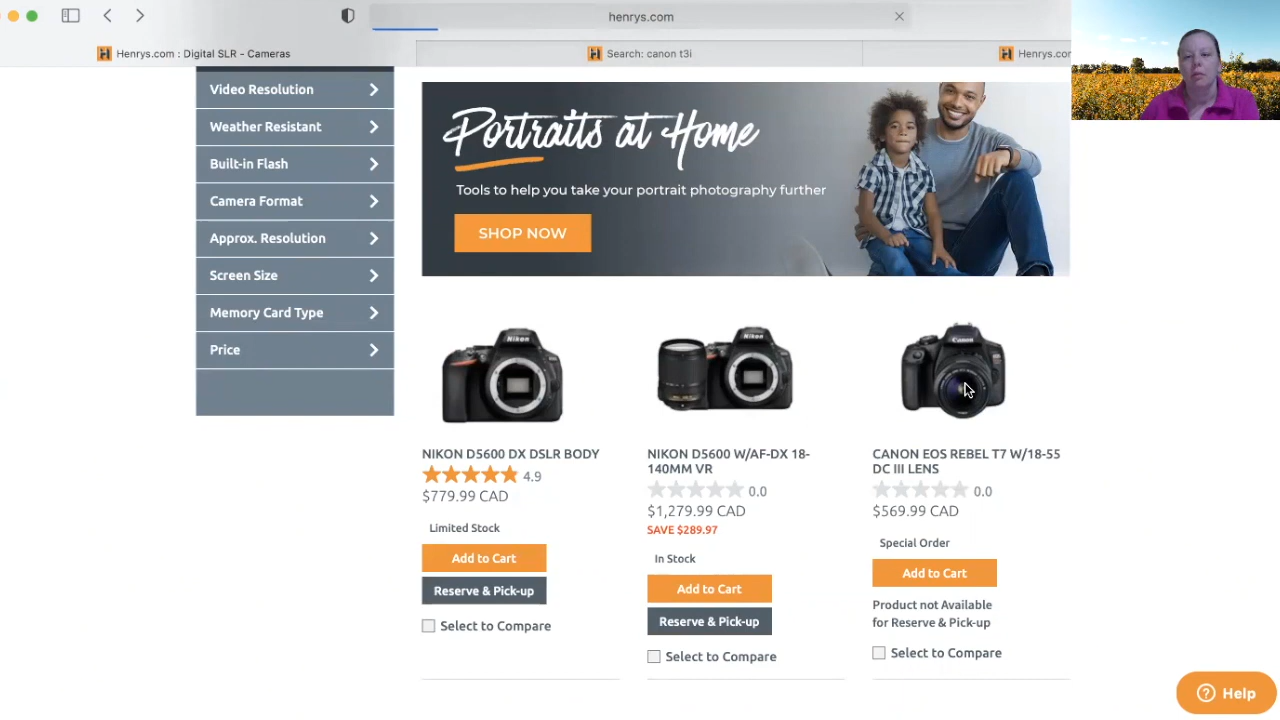 henrys.com
Henrys.com : Digital SLR - Cameras
Search: canon t3i
Henrys.cor
Video Resolution
Weather Resistant
Built-in Flash
Camera Format
Approx. Resolution
Screen Size
Memory Card Type
Price
Portraits at Home
Tools to help you take your portrait photography further
SHOP NOW
Nikon
Nikon
Canon
NIKON D5600 DX DSLR BODY
4.9
$779.99 CAD
Limited Stock
Add to Cart
Reserve & Pick-up
Select to Compare
NIKON D5600 W/AF-DX 18-
140MM VR
0.0
$1,279.99 CAD
SAVE $289.97
In Stock
Add to Cart
Reserve & Pick-up
Select to Compare
CANON EOS REBEL T7 W/18-55
DC III LENS
0.0
$569.99 CAD
Special Order
Add to Cart
Product not Available
for Reserve & Pick-up
Select to Compare
Help